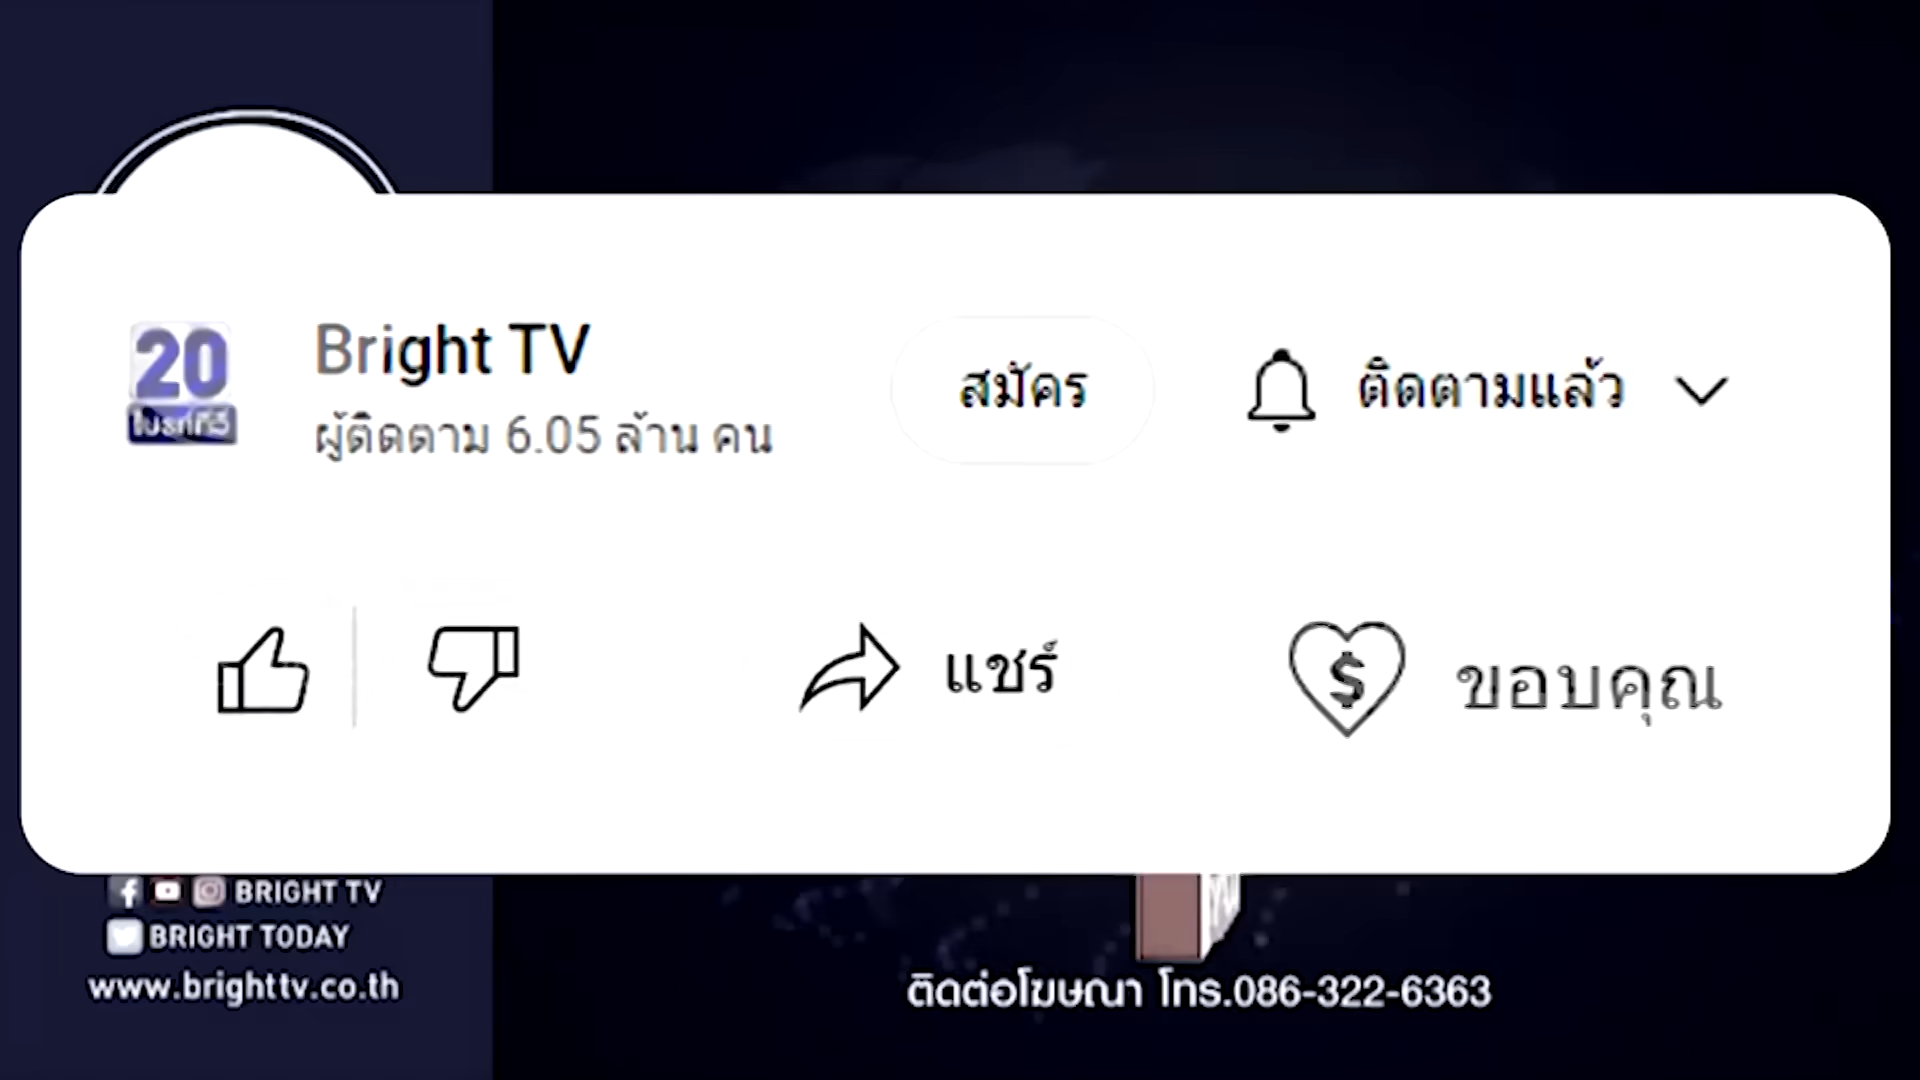 20
ไบรท์ทีวี
Bright TV
ผู้ติดตาม 6.05 ล้าน คน
สมัคร
ติดตามแล้ว
แชร์
$
ขอบคุณ
BRIGHT TV
BRIGHT TODAY
www.brighttv.co.th
ติดต่อโฆษณา โทร.086-322-6363